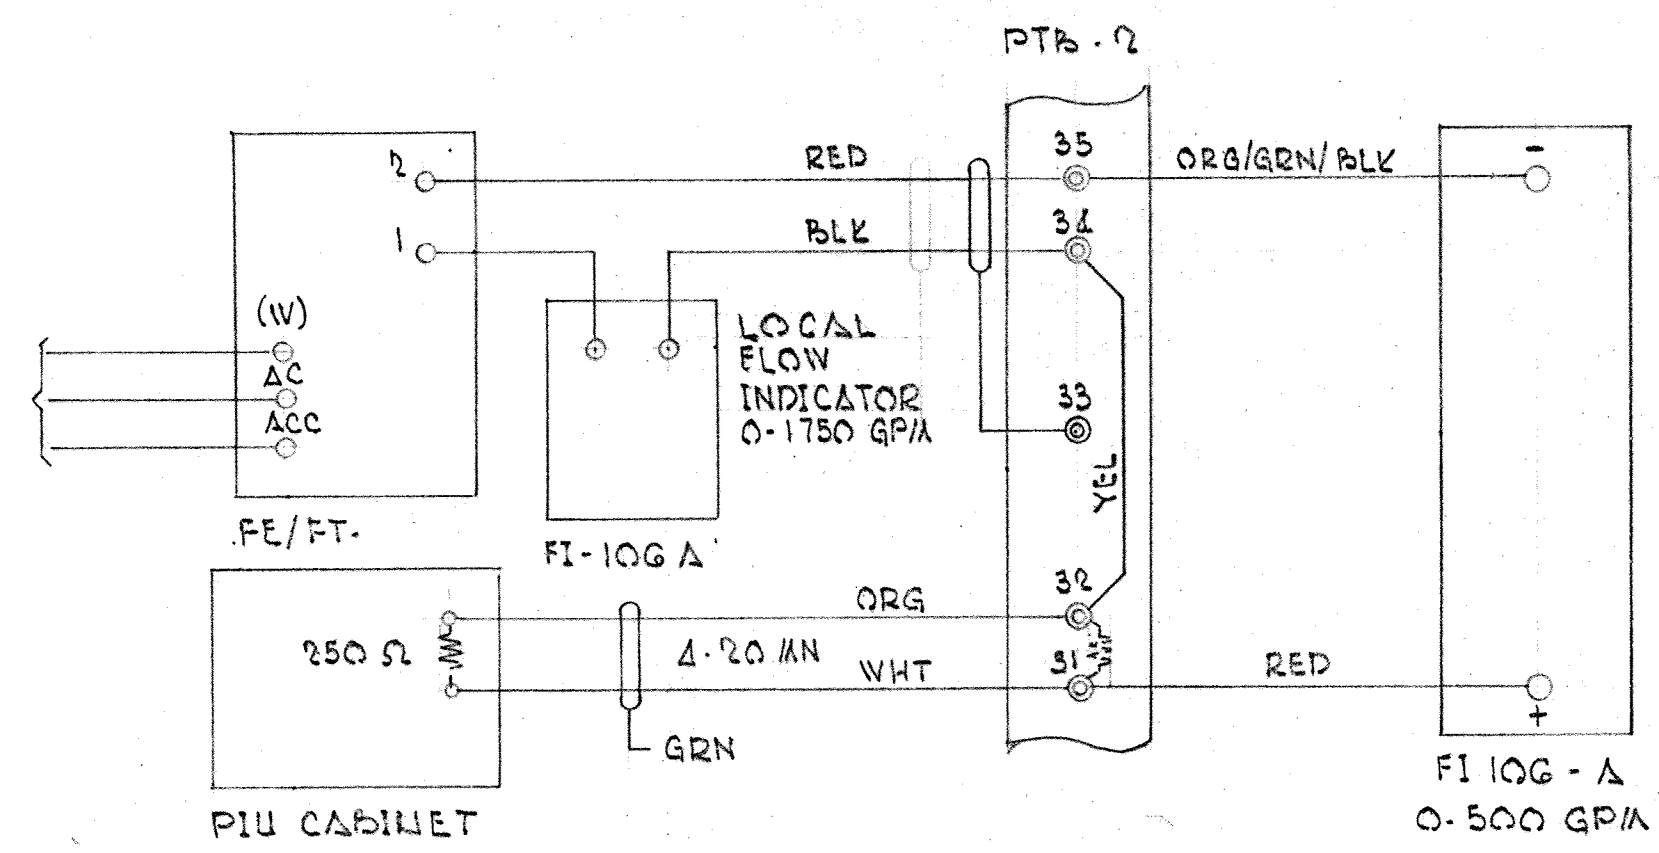 PTB-2
35
RED
ORG/GRN/BLK
-
2
34
BLK
1
(IV)
AC
ACC
LOCAL
FLOW
INDICATOR
0-1750 GPM
33
YEL
FE/FT.
FI-106 A
32
ORG
250 Ω
4-20 MA
31
WHT
RED
+
GRN
PIU CABINET
FI 106-A
0-500 GPM